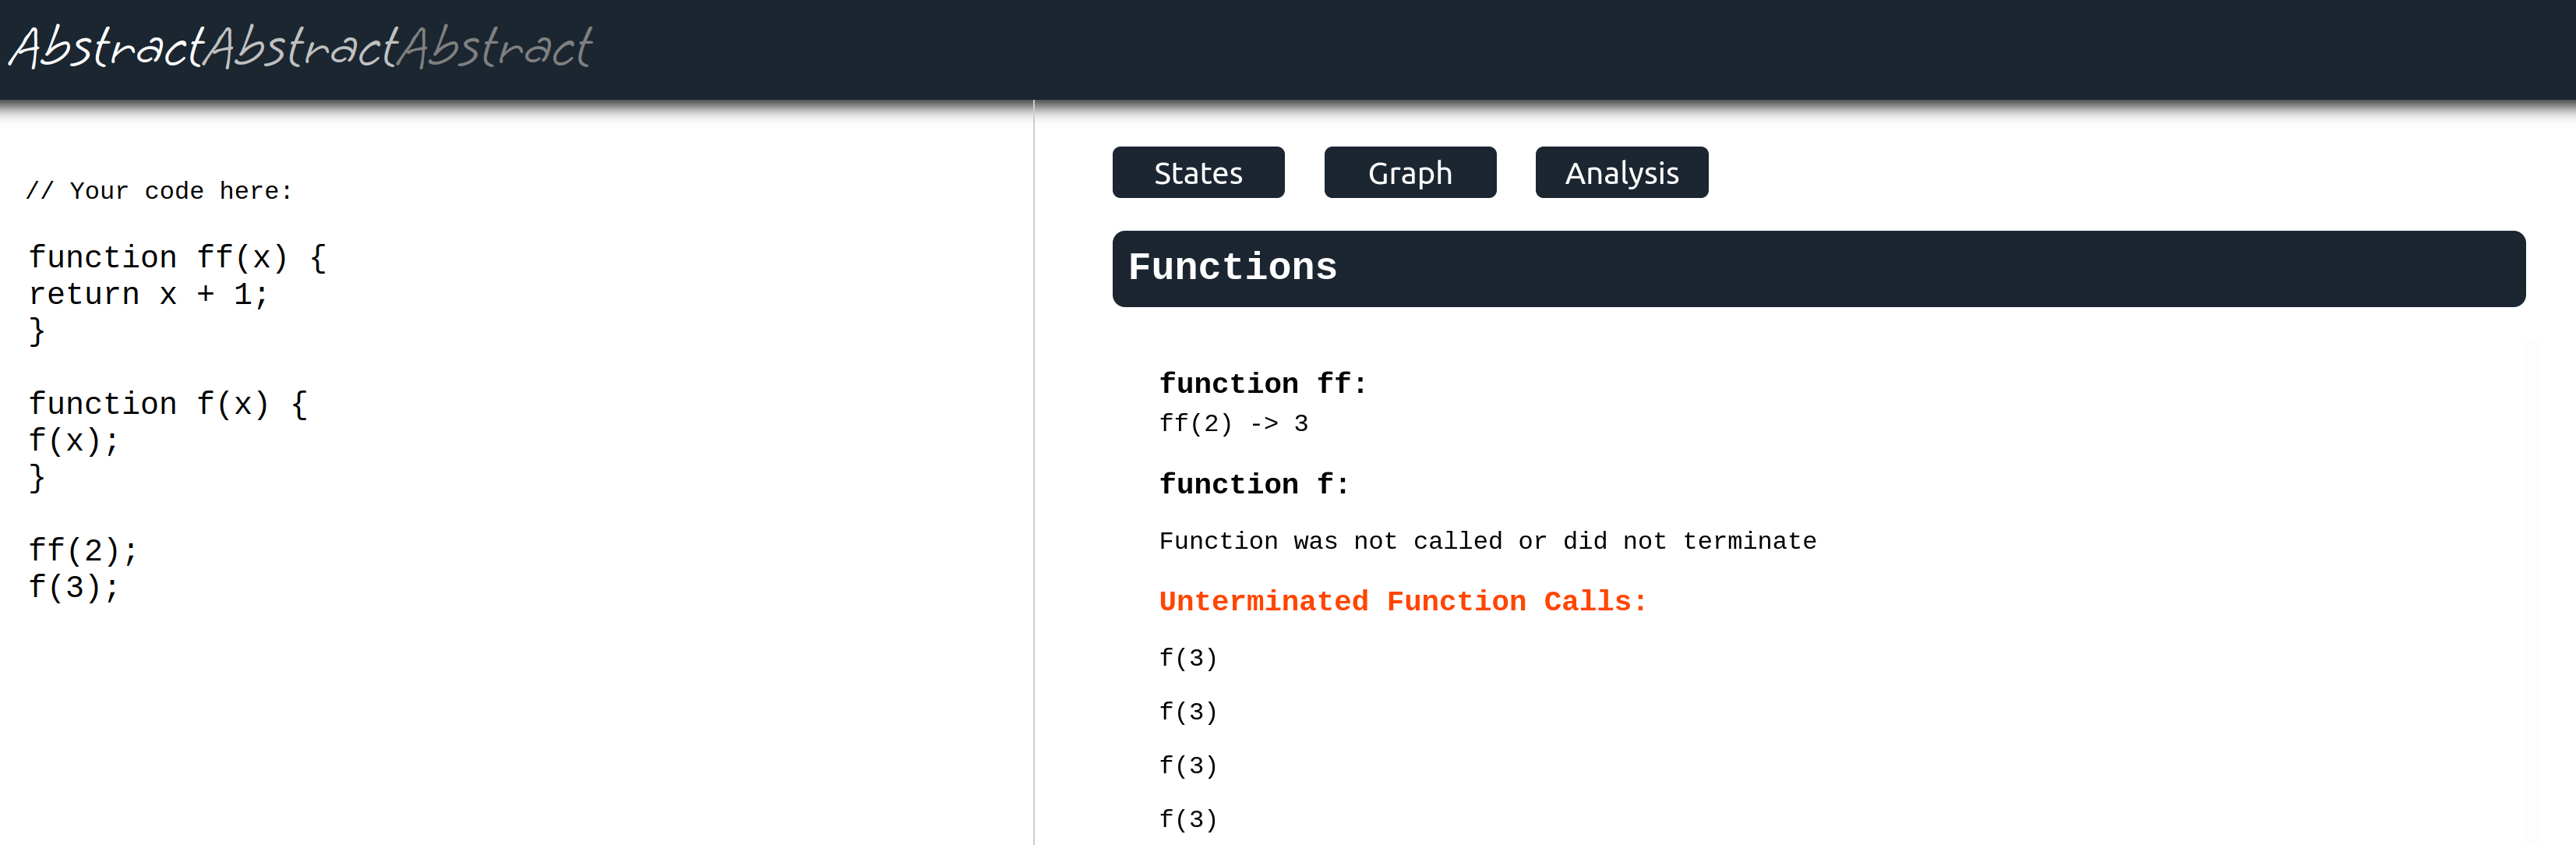 AbstractAbstractAbstract
// Your code here:
function ff(x) {
return x + 1;
}
function f(x) {
f(x);
}
ff(2);
f(3);
States Graph Analysis
Functions
function ff:
ff(2) -> 3
function f:
Function was not called or did not terminate
Unterminated Function Calls:
f(3)
f(3)
f(3)
f(3)